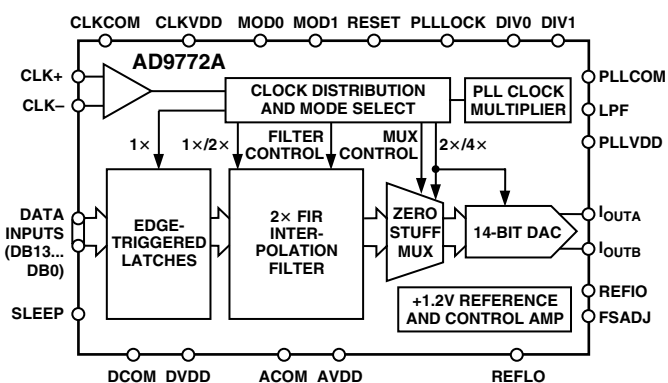 CLKCOM CLKVDD MOD0 MOD1 RESET PLLLOCK DIV0 DIV1
AD9772A
CLK+
CLK–
CLOCK DISTRIBUTION
AND MODE SELECT
PLL CLOCK
MULTIPLIER
PLLCOM
LPF
PLLVDD
1×
1×/2×
FILTER
CONTROL
MUX
CONTROL
2×/4×
DATA
INPUTS
(DB13...
DB0)
EDGE-
TRIGGERED
LATCHES
2× FIR
INTER-
POLATION
FILTER
ZERO
STUFF
MUX
14-BIT DAC
IOUTA
IOUTB
SLEEP
+1.2V REFERENCE
AND CONTROL AMP
REFIO
FSADJ
DCOM DVDD ACOM AVDD REFLO